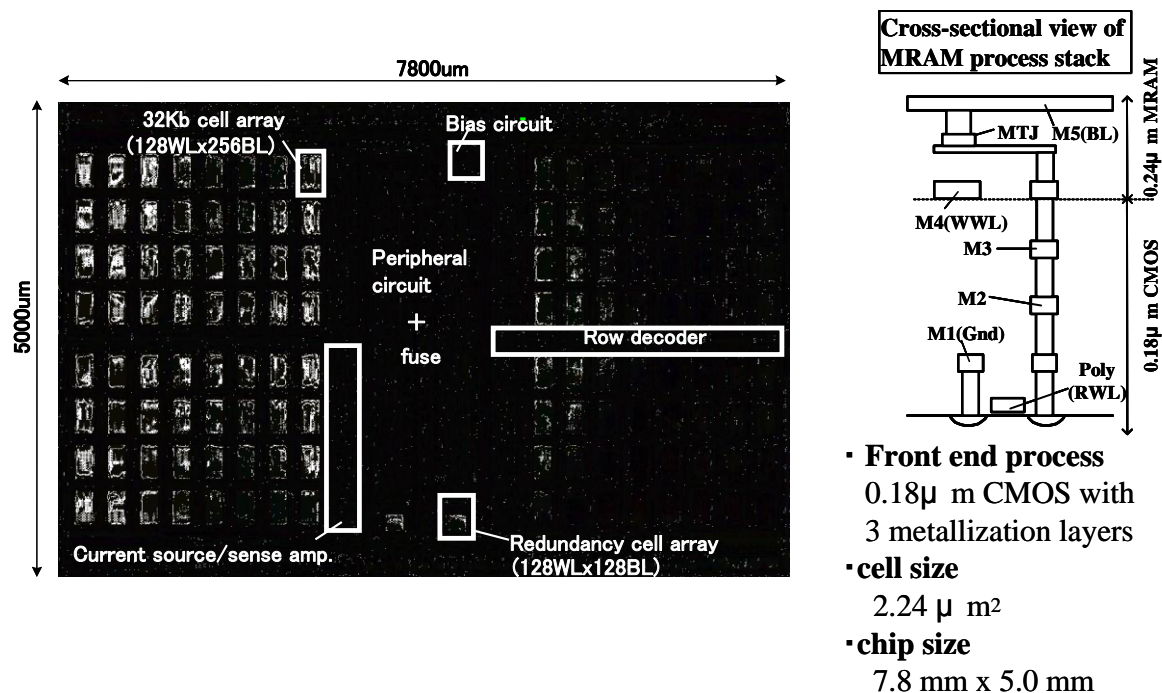 7800um
5000um
32Kb cell array
(128WLx256BL)
Bias circuit
Peripheral
circuit
+
fuse
Row decoder
Current source/sense amp.
Redundancy cell array
(128WLx128BL)
Cross-sectional view of
MRAM process stack
MTJ
M5(BL)
M4(WWL)
M3
M2
M1(Gnd)
Poly
(RWL)
0.24μ m MRAM
0.18μ m CMOS
・Front end process
0.18μ m CMOS with
3 metallization layers
・cell size
2.24 μ m²
・chip size
7.8 mm x 5.0 mm